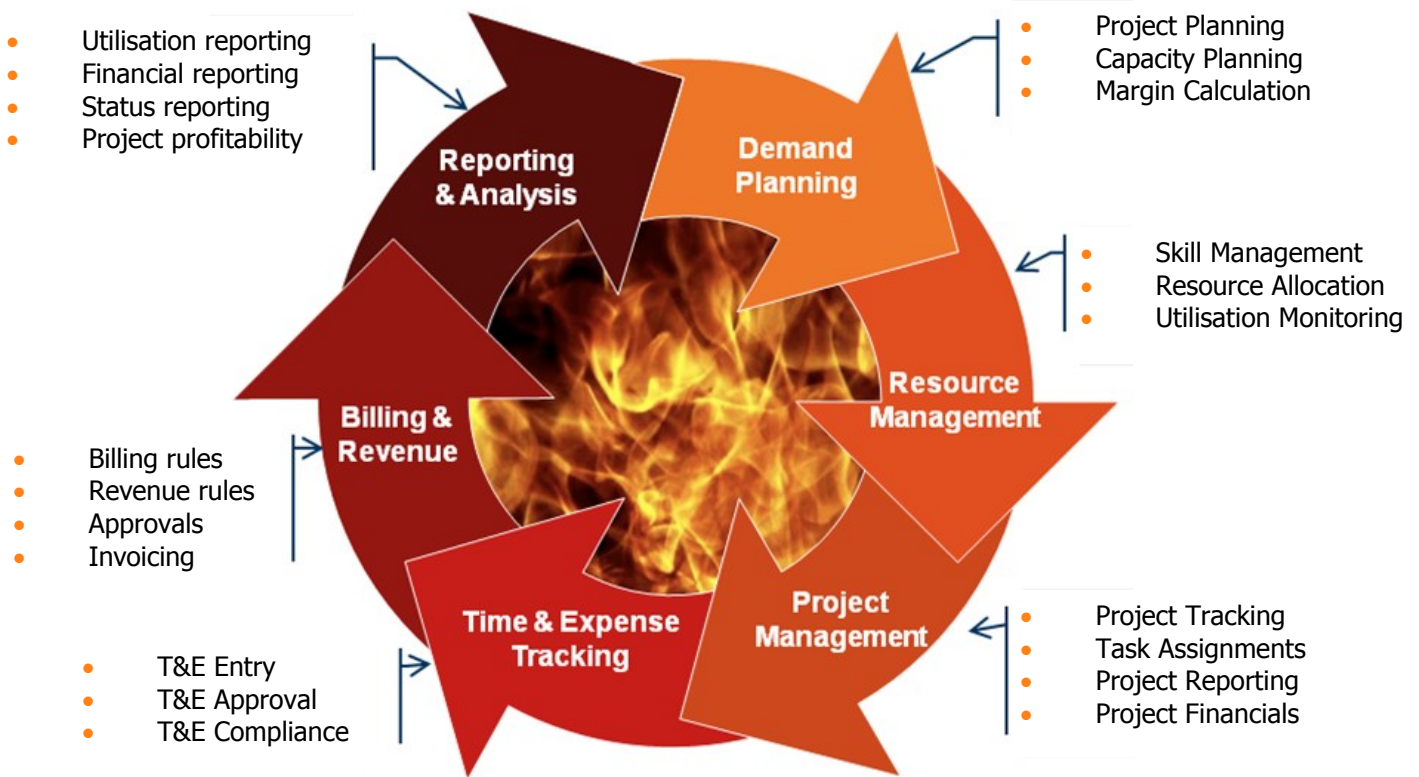 Utilisation reporting
Financial reporting
Status reporting
Project profitability
Reporting
& Analysis
Demand
Planning
Project Planning
Capacity Planning
Margin Calculation
Skill Management
Resource Allocation
Utilisation Monitoring
Resource
Management
Billing &
Revenue
Billing rules
Revenue rules
Approvals
Invoicing
Time & Expense
Tracking
T&E Entry
T&E Approval
T&E Compliance
Project
Management
Project Tracking
Task Assignments
Project Reporting
Project Financials